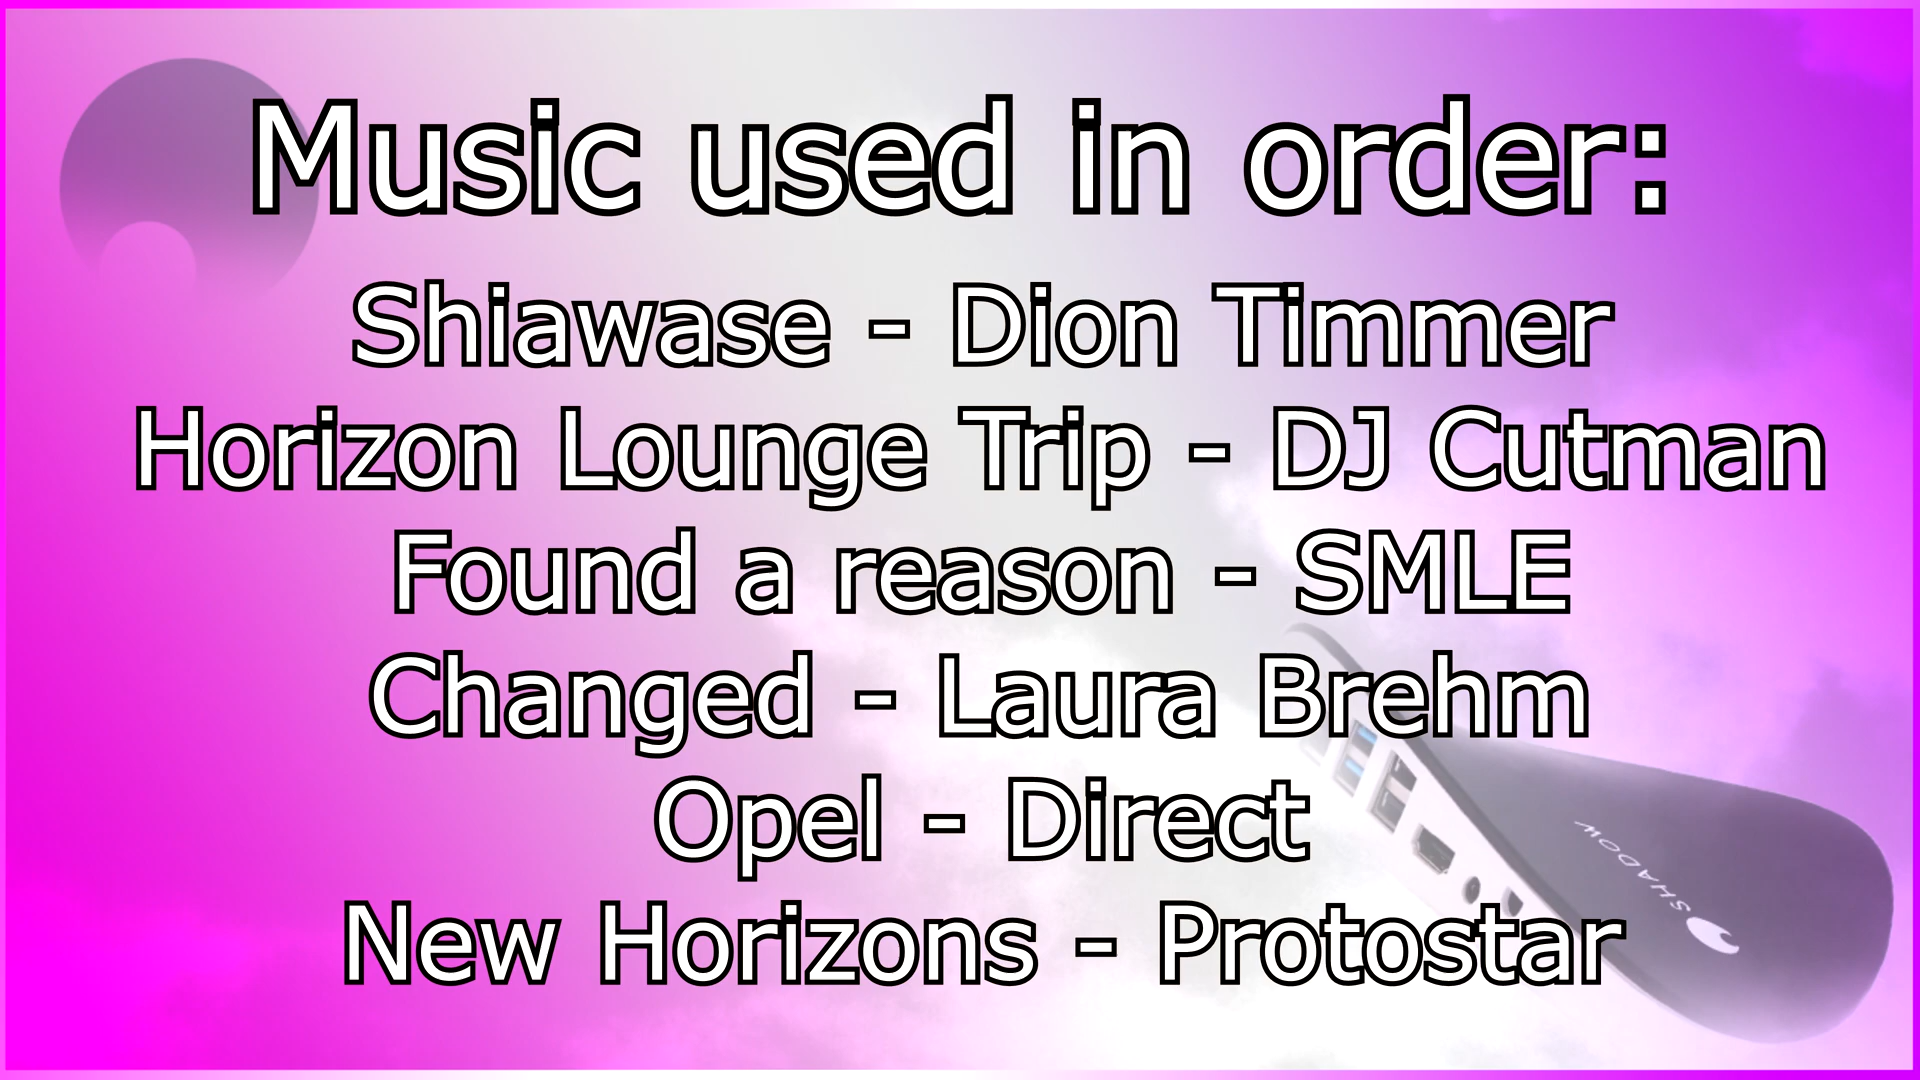 Music used in order:
Shiawase - Dion Timmer
Horizon Lounge Trip - DJ Cutman
Found a reason - SMLE
Changed - Laura Brehm
Opel - Direct
New Horizons - Protostar
SHADOW